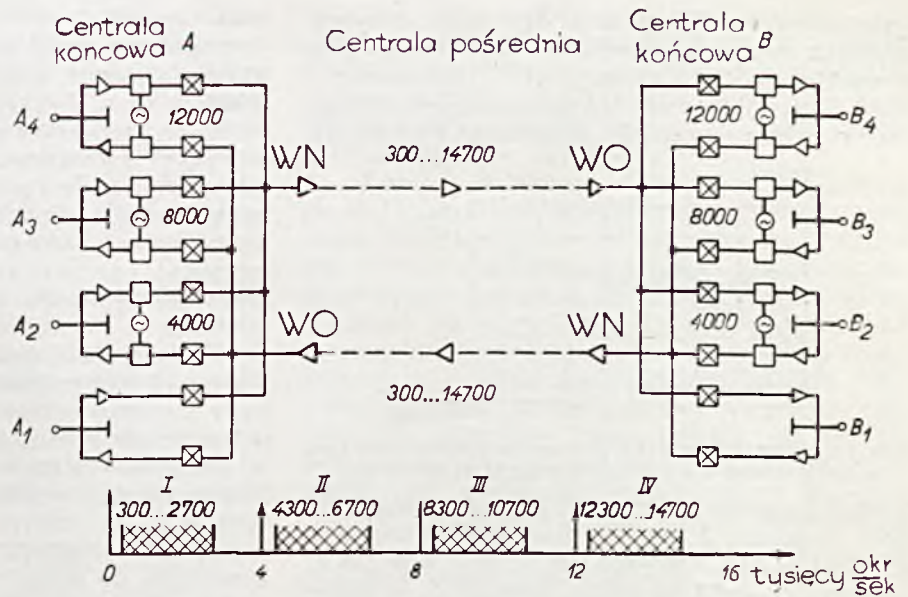 Centrala
końcowa A
Centrala pośrednia
Centrala
końcowa B
A4
12000
12000
B4
WN
300...14700
WO
A3
8000
8000
B3
A2
4000
4000
B2
WO
WN
300...14700
A1
B1
I
II
III
IV
300...2700
4300...6700
8300...10700
12300...14700
0
4
8
12
16
tysięcy okr
sek